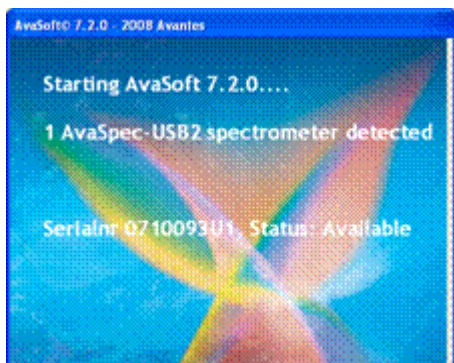 AvaSoft© 7.2.0 - 2008 Avantes
Starting AvaSoft 7.2.0....
1 AvaSpec-USB2 spectrometer detected
Serialnr 0710093U1, Status: Available